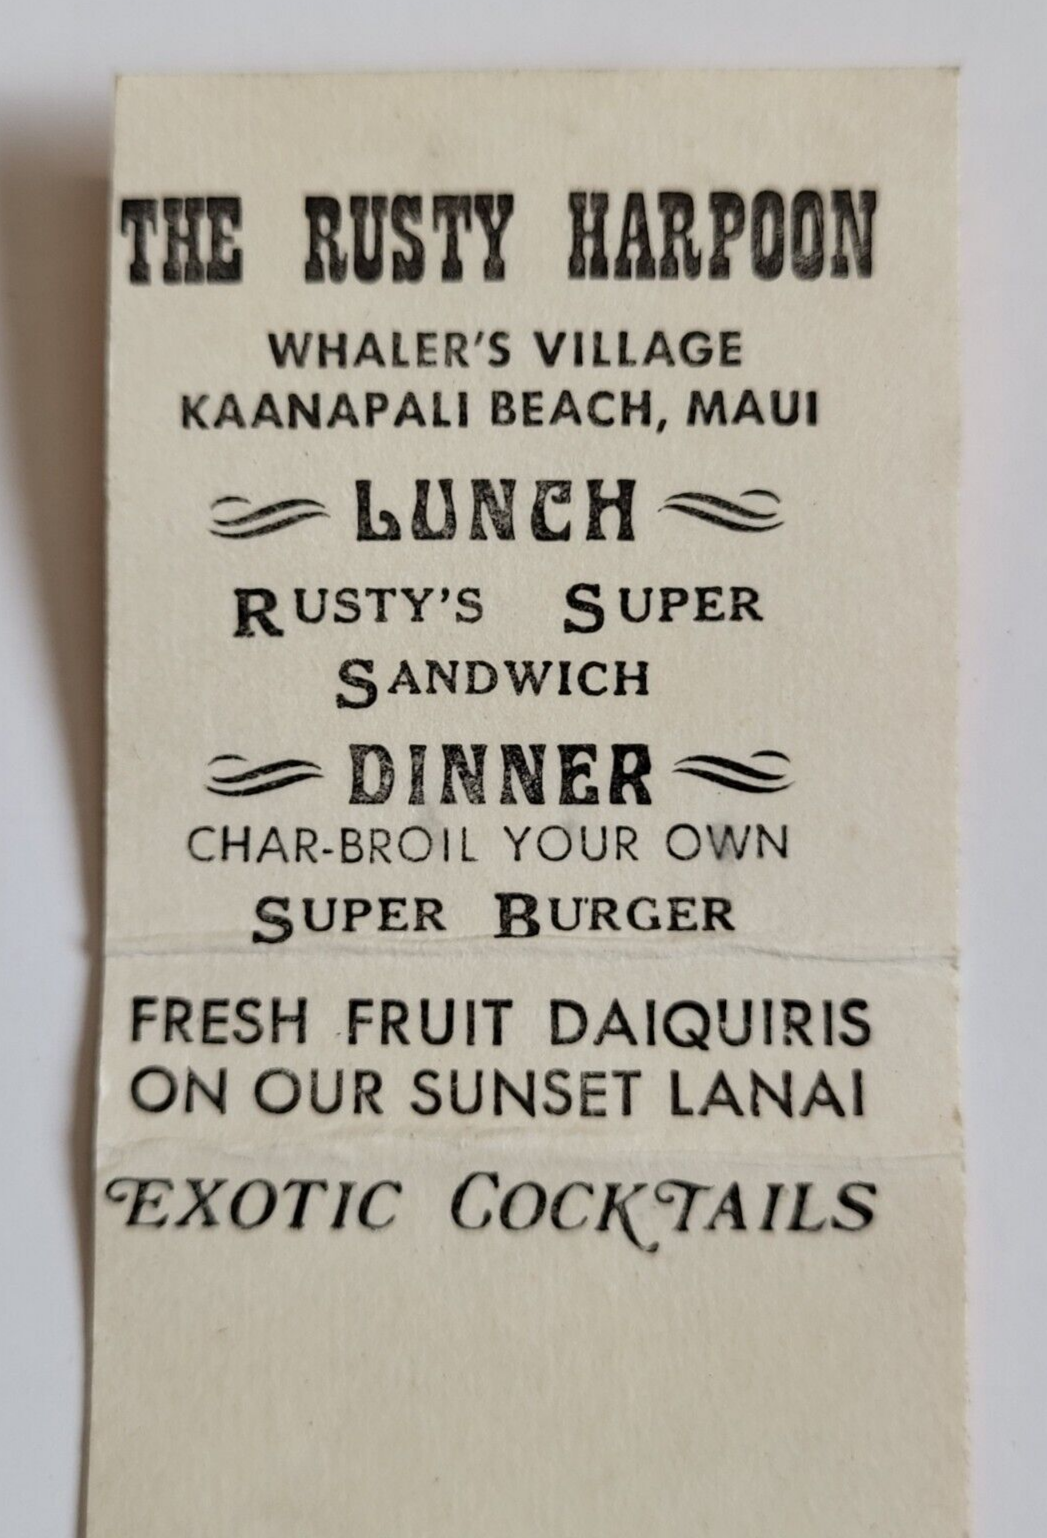 THE RUSTY HARPOON
WHALER'S VILLAGE
KAANAPALI BEACH, MAUI
LUNCH
RUSTY'S SUPER
SANDWICH
DINNER
CHAR-BROIL YOUR OWN
SUPER BURGER
FRESH FRUIT DAIQUIRIS
ON OUR SUNSET LANAI
EXOTIC COCKTAILS